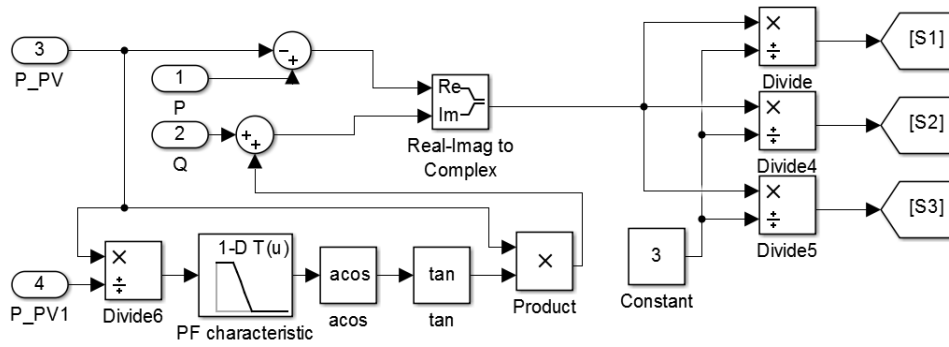 3
P_PV
−
+
1
P
2
Q
+
+
Re
Im
Real-Imag to
Complex
×
÷
Divide
[S1]
×
÷
Divide4
[S2]
×
÷
Divide5
[S3]
3
Constant
4
P_PV1
×
÷
Divide6
1-D T(u)
PF characteristic
acos
acos
tan
tan
×
Product